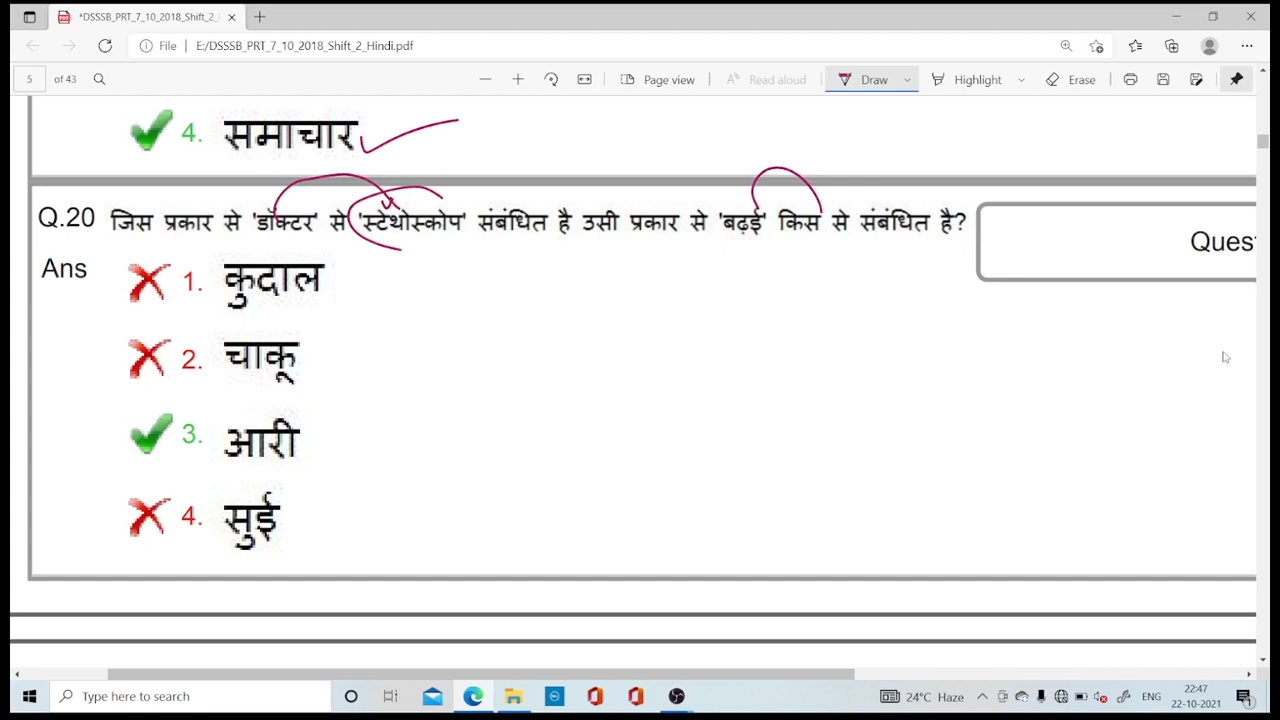 *DSSSB_PRT_7_10_2018_Shift_2_
File E:/DSSSB_PRT_7_10_2018_Shift_2_Hindi.pdf
5 of 43 Page view Read aloud Draw Highlight Erase
4. समाचार
Q.20 जिस प्रकार से 'डॉक्टर' से 'स्टेथोस्कोप' संबंधित है उसी प्रकार से 'बढ़ई' किस से संबंधित है?
Ques
Ans
1. कुदाल
2. चाकू
3. आरी
4. सुई
Type here to search 24°C Haze ENG 22:47
22-10-2021